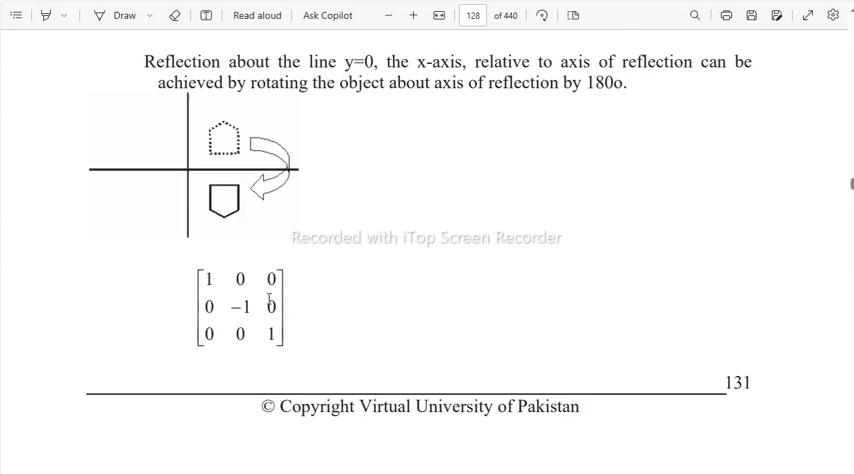 Draw
Read aloud
Ask Copilot
128
of 440
Reflection about the line y=0, the x-axis, relative to axis of reflection can be
achieved by rotating the object about axis of reflection by 180o.
Recorded with iTop Screen Recorder
1 0 0
0 −1 0
0 0 1
131
© Copyright Virtual University of Pakistan